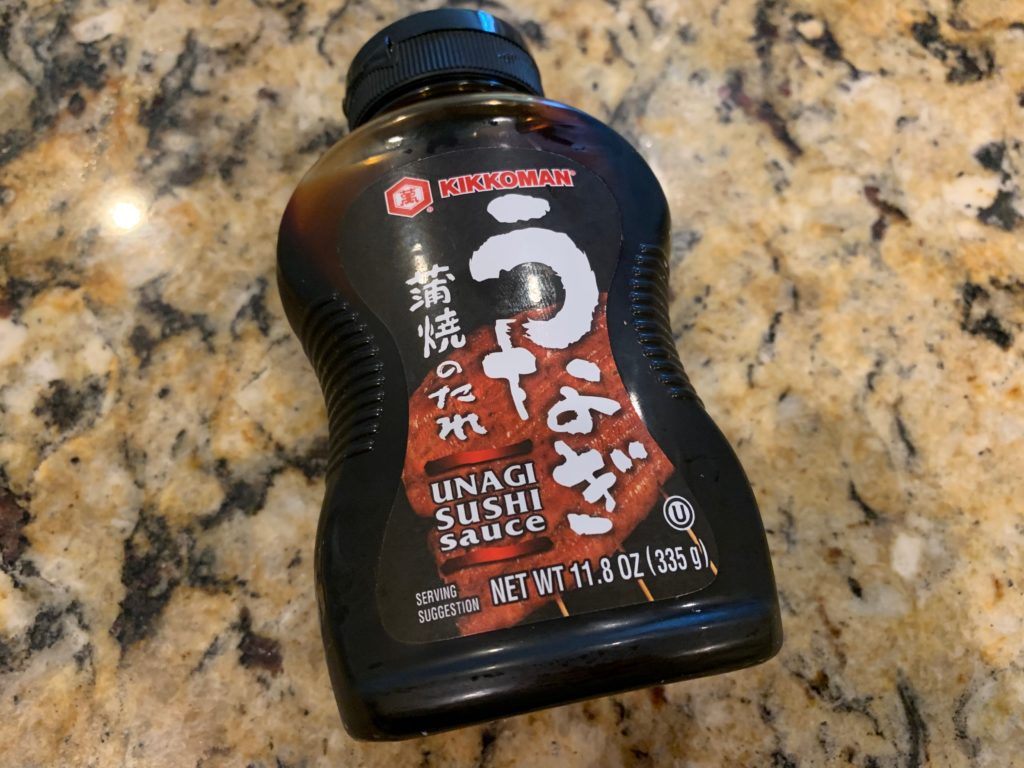 萬
KIKKOMAN®
うなぎ
蒲焼のたれ
UNAGI
SUSHI
sauce
U
SERVING
SUGGESTION
NET WT 11.8 OZ (335 g)